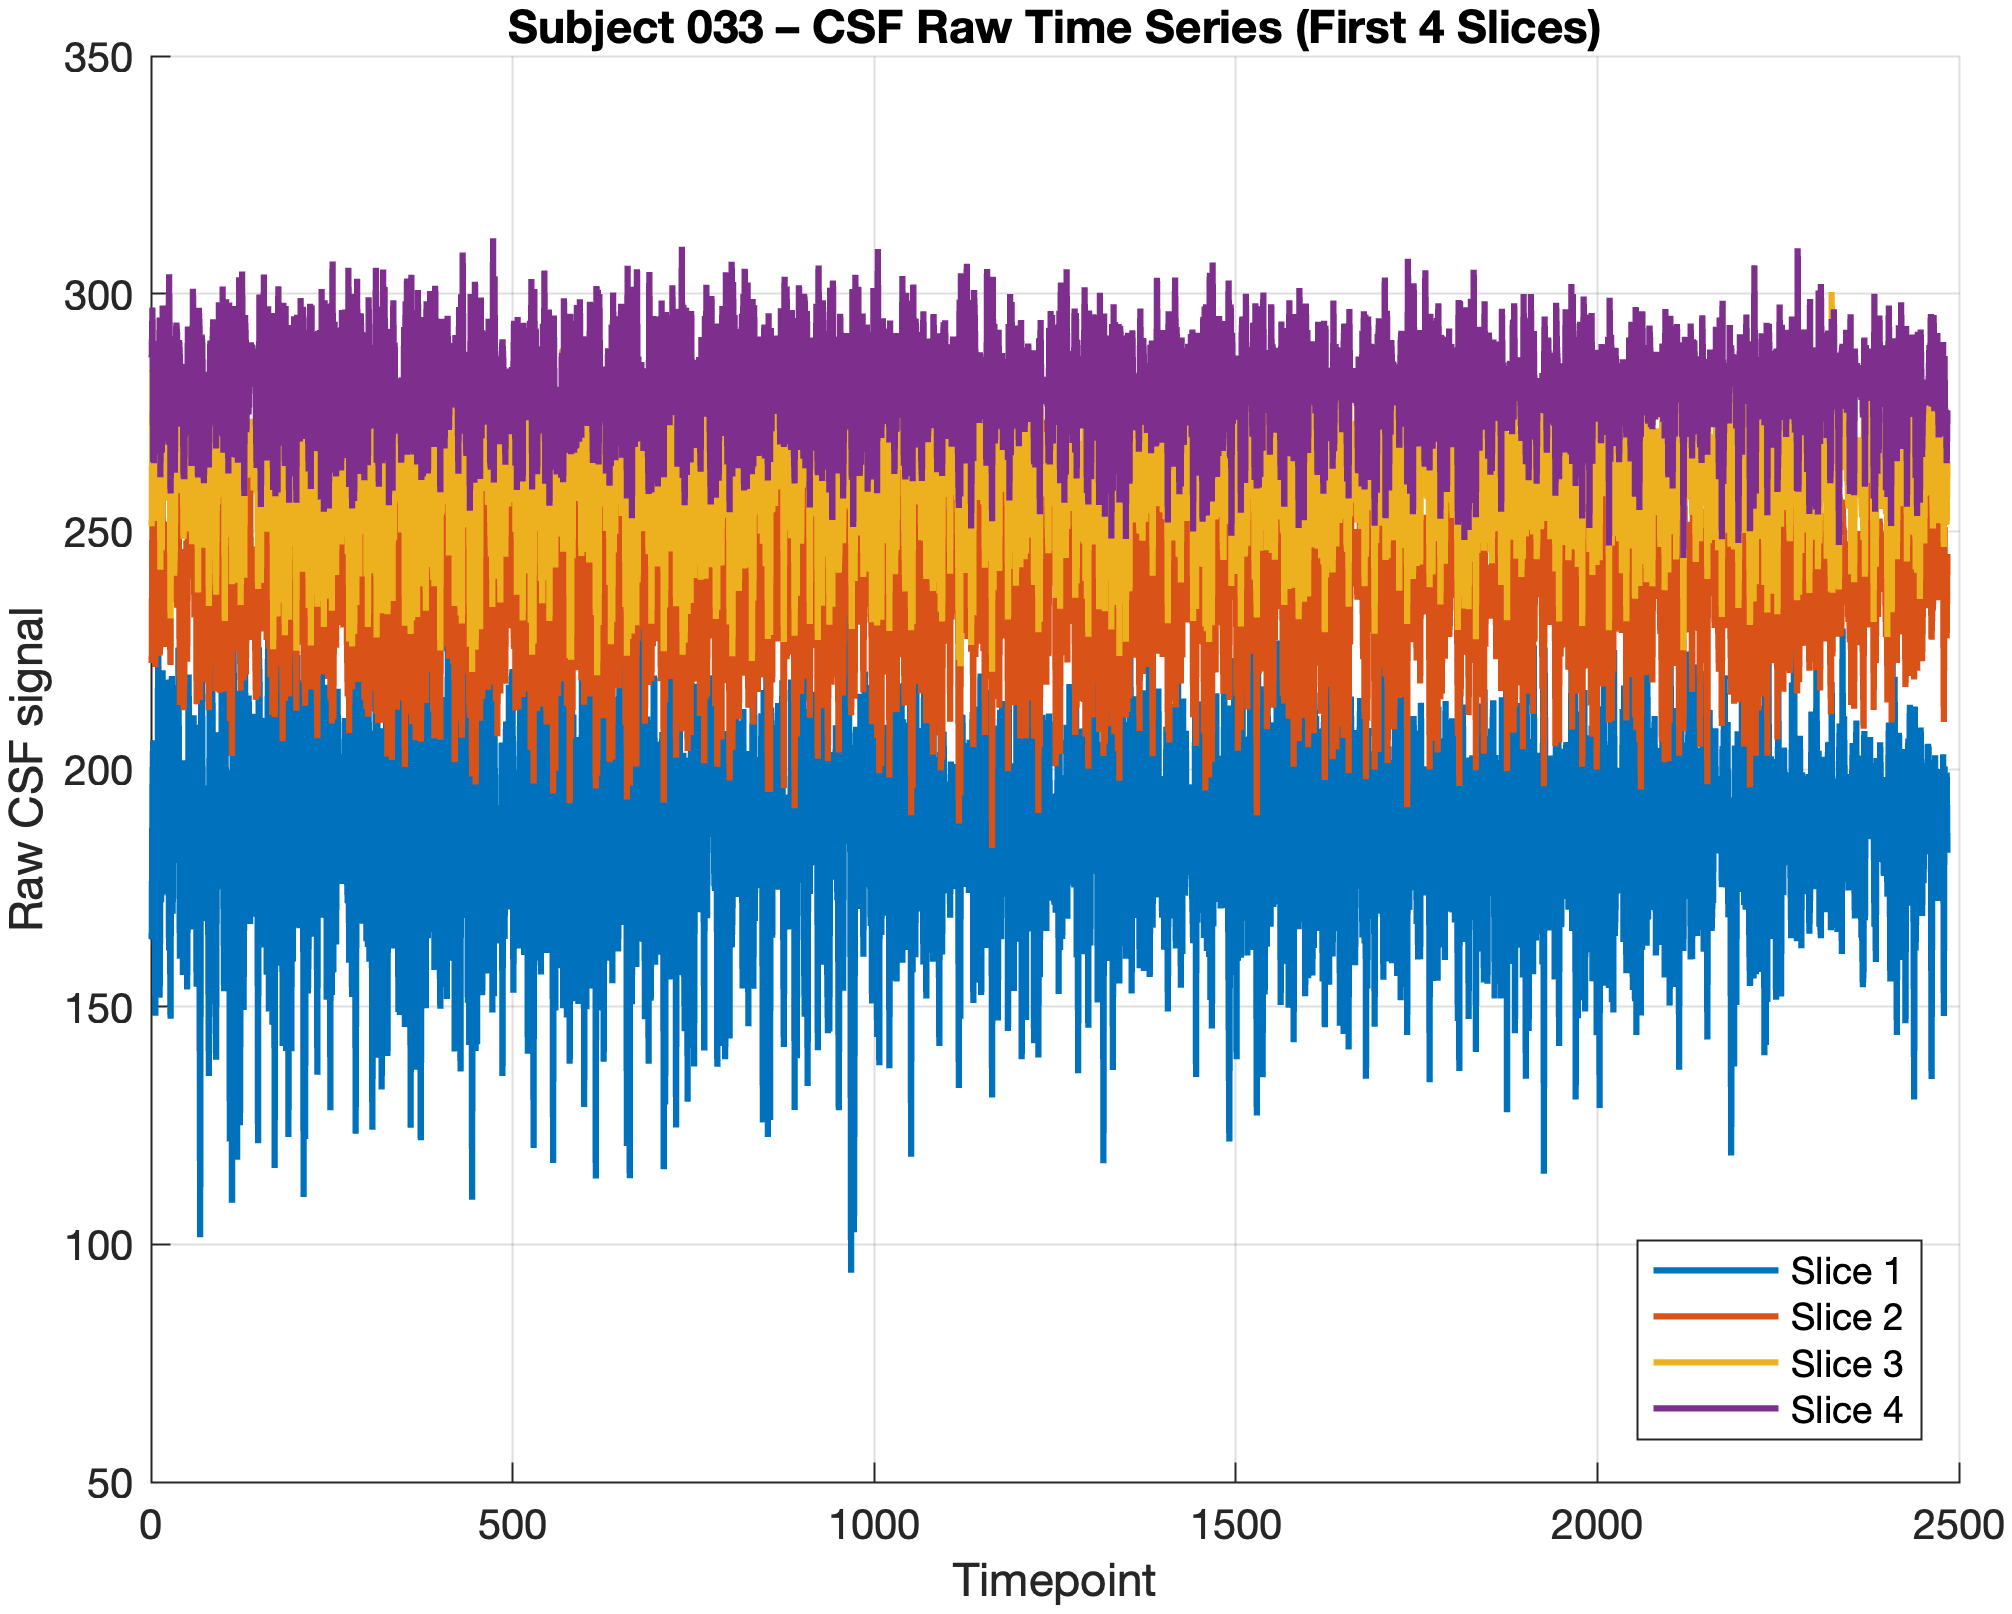 Subject 033 – CSF Raw Time Series (First 4 Slices)
350
300
250
200
150
100
50
Raw CSF signal
0
500
1000
1500
2000
2500
Timepoint
Slice 1
Slice 2
Slice 3
Slice 4